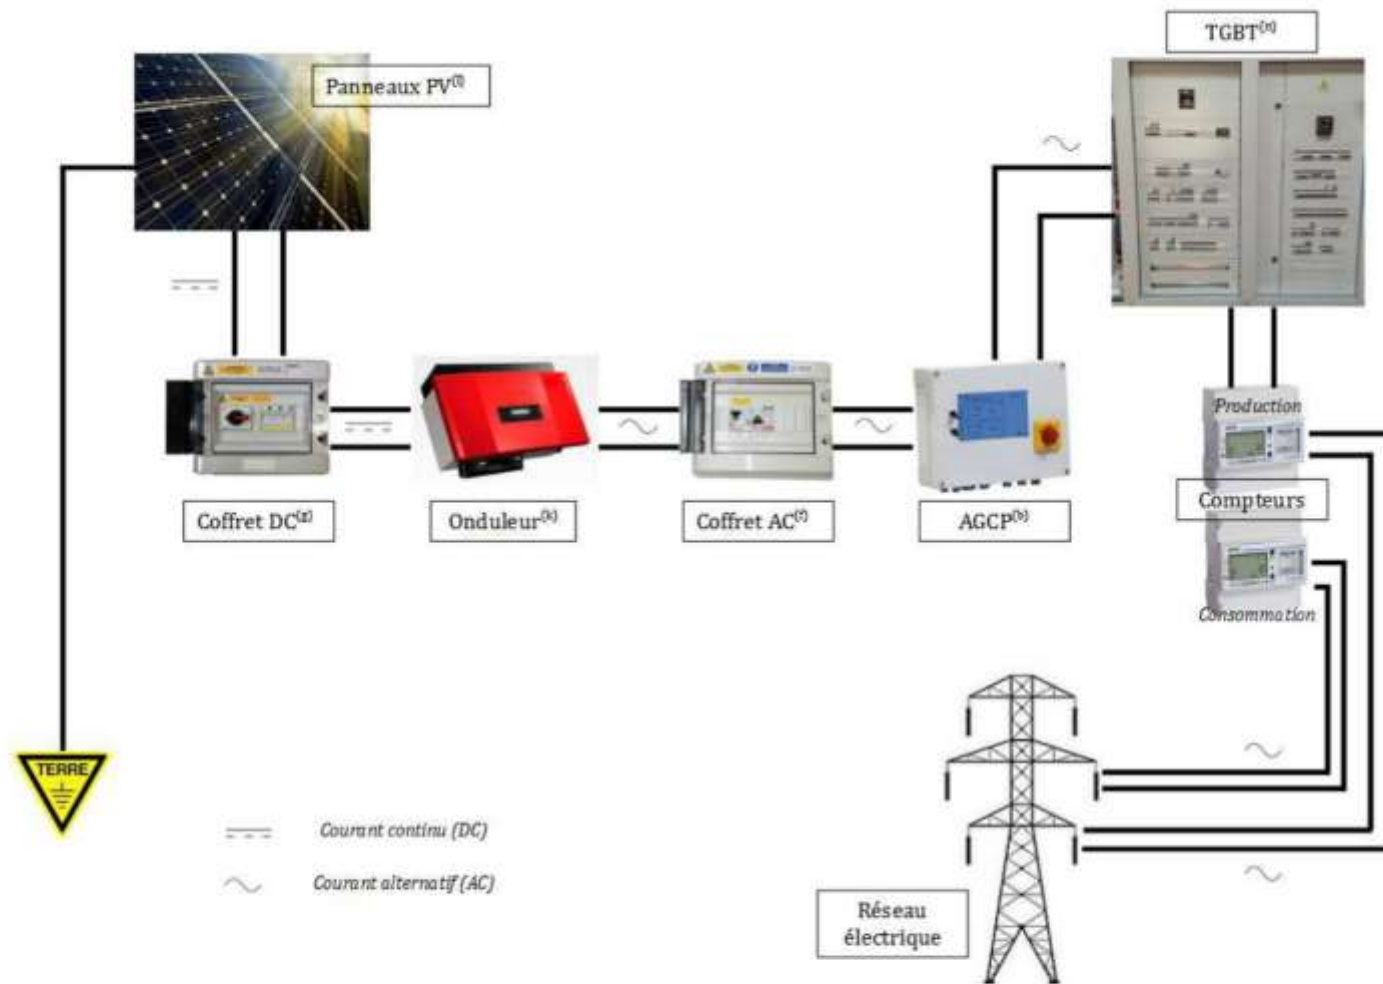 TGBT⁽ⁿ⁾
Panneaux PV⁽ˡ⁾
Production
Coffret DC⁽ᵍ⁾
Onduleur⁽ᵏ⁾
Coffret AC⁽ᶠ⁾
AGCP⁽ᵇ⁾
Compteurs
Consommation
TERRE
Courant continu (DC)
Courant alternatif (AC)
Réseau
électrique